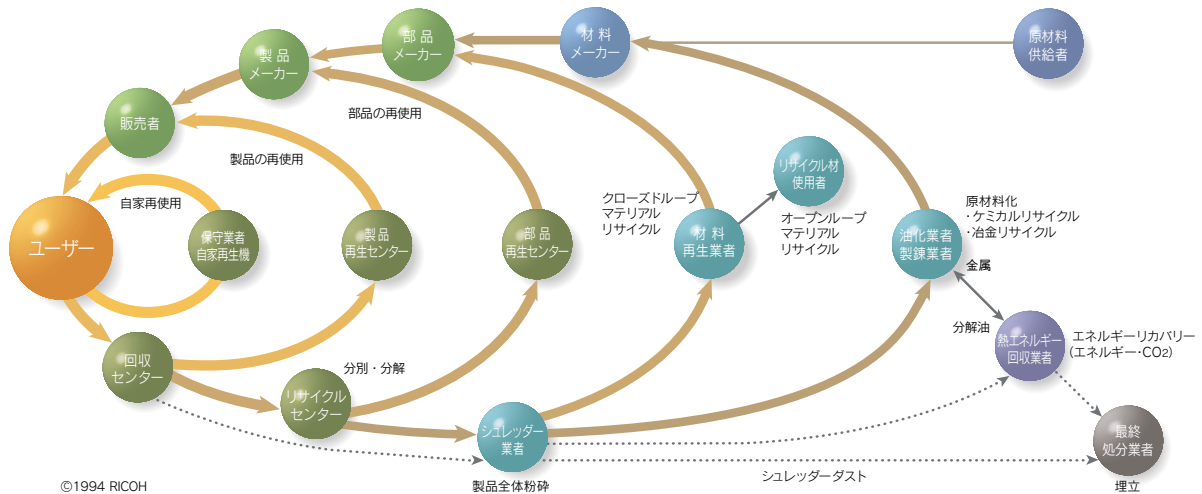 原材料
供給者
材 料
メーカー
部 品
メーカー
製 品
メーカー
販売者
ユーザー
部品の再使用
製品の再使用
自家再使用
保守業者
自家再生機
製品
再生センター
部 品
再生センター
クローズドループ
マテリアル
リサイクル
材 料
再生業者
リサイクル材
使用者
オープンループ
マテリアル
リサイクル
油化業者
製錬業者
原材料化
・ケミカルリサイクル
・冶金リサイクル
金属
分解油
熱エネルギー
回収業者
エネルギーリカバリー
(エネルギー・CO2)
回収
センター
分別・分解
リサイクル
センター
シュレッダー
業者
製品全体粉砕
シュレッダーダスト
最終
処分業者
埋立
©1994 RICOH